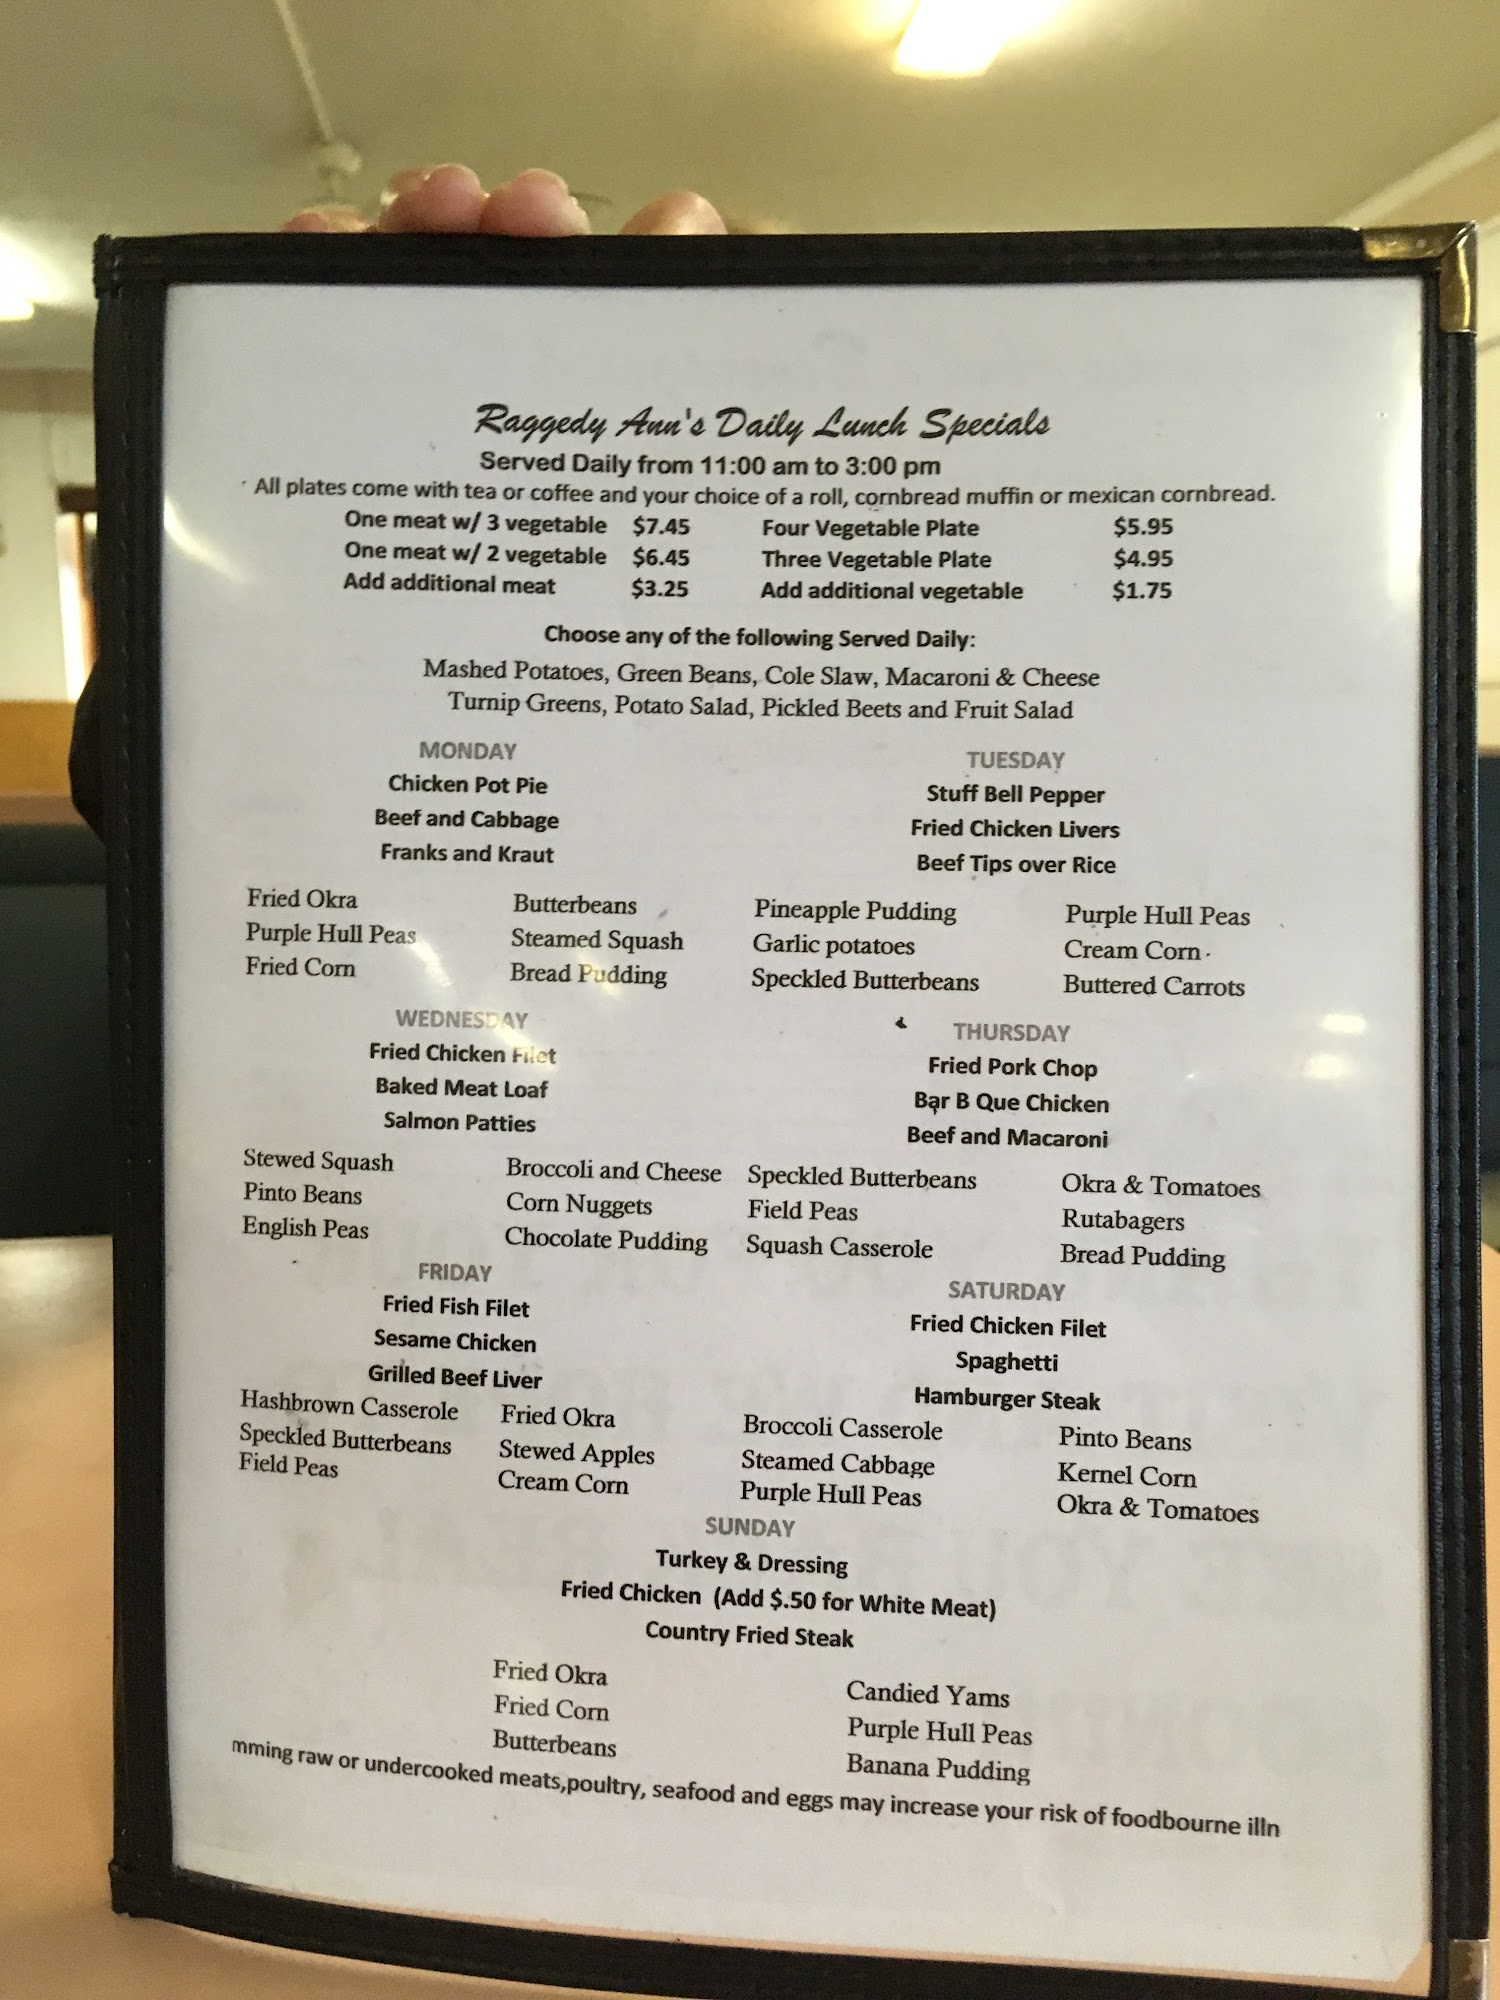 Raggedy Ann's Daily Lunch Specials
Served Daily from 11:00 am to 3:00 pm
All plates come with tea or coffee and your choice of a roll, cornbread muffin or mexican cornbread.
One meat w/ 3 vegetable $7.45 Four Vegetable Plate $5.95
One meat w/ 2 vegetable $6.45 Three Vegetable Plate $4.95
Add additional meat $3.25 Add additional vegetable $1.75
Choose any of the following Served Daily:
Mashed Potatoes, Green Beans, Cole Slaw, Macaroni & Cheese
Turnip Greens, Potato Salad, Pickled Beets and Fruit Salad
MONDAY
Chicken Pot Pie
Beef and Cabbage
Franks and Kraut
Fried Okra Butterbeans
Purple Hull Peas Steamed Squash
Fried Corn Bread Pudding
TUESDAY
Stuff Bell Pepper
Fried Chicken Livers
Beef Tips over Rice
Pineapple Pudding Purple Hull Peas
Garlic potatoes Cream Corn
Speckled Butterbeans Buttered Carrots
WEDNESDAY
Fried Chicken Filet
Baked Meat Loaf
Salmon Patties
Stewed Squash Broccoli and Cheese
Pinto Beans Corn Nuggets
English Peas Chocolate Pudding
THURSDAY
Fried Pork Chop
Bar B Que Chicken
Beef and Macaroni
Speckled Butterbeans Okra & Tomatoes
Field Peas Rutabagers
Squash Casserole Bread Pudding
FRIDAY
Fried Fish Filet
Sesame Chicken
Grilled Beef Liver
Hashbrown Casserole Fried Okra
Speckled Butterbeans Stewed Apples
Field Peas Cream Corn
SATURDAY
Fried Chicken Filet
Spaghetti
Hamburger Steak
Broccoli Casserole Pinto Beans
Steamed Cabbage Kernel Corn
Purple Hull Peas Okra & Tomatoes
SUNDAY
Turkey & Dressing
Fried Chicken (Add $.50 for White Meat)
Country Fried Steak
Fried Okra Candied Yams
Fried Corn Purple Hull Peas
Butterbeans Banana Pudding
mming raw or undercooked meats,poultry, seafood and eggs may increase your risk of foodbourne illn